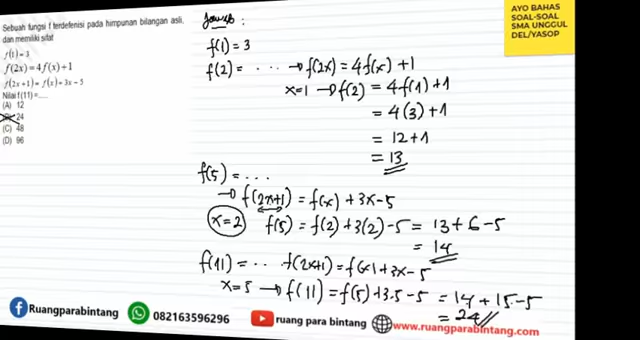 Sebuah fungsi f terdefenisi pada himpunan bilangan asli,
dan memiliki sifat
f(1) = 3
f(2x) = 4f(x) + 1
f(2x + 1) = f(x) = 3x − 5
Nilai f(11) = .....
(A) 12
(B) 24
(C) 48
(D) 96
Jawab
f(1) = 3
f(2) = ... → f(2x) = 4f(x) + 1
x=1 → f(2) = 4f(1) + 1
= 4(3) + 1
= 12 + 1
= 13
f(5) = ...
→ f(2x+1) = f(x) + 3x - 5
x = 2 f(5) = f(2) + 3(2) - 5 = 13 + 6 - 5
= 14
f(11) = .. f(2x+1) = f(x) + 3x - 5
x = 5 → f(11) = f(5) + 3.5 - 5 = 14 + 15 - 5
= 24
AYO BAHAS
SOAL-SOAL
SMA UNGGUL
DEL/YASOP
Ruangparabintang
082163596296
ruang para bintang
www.ruangparabintang.com